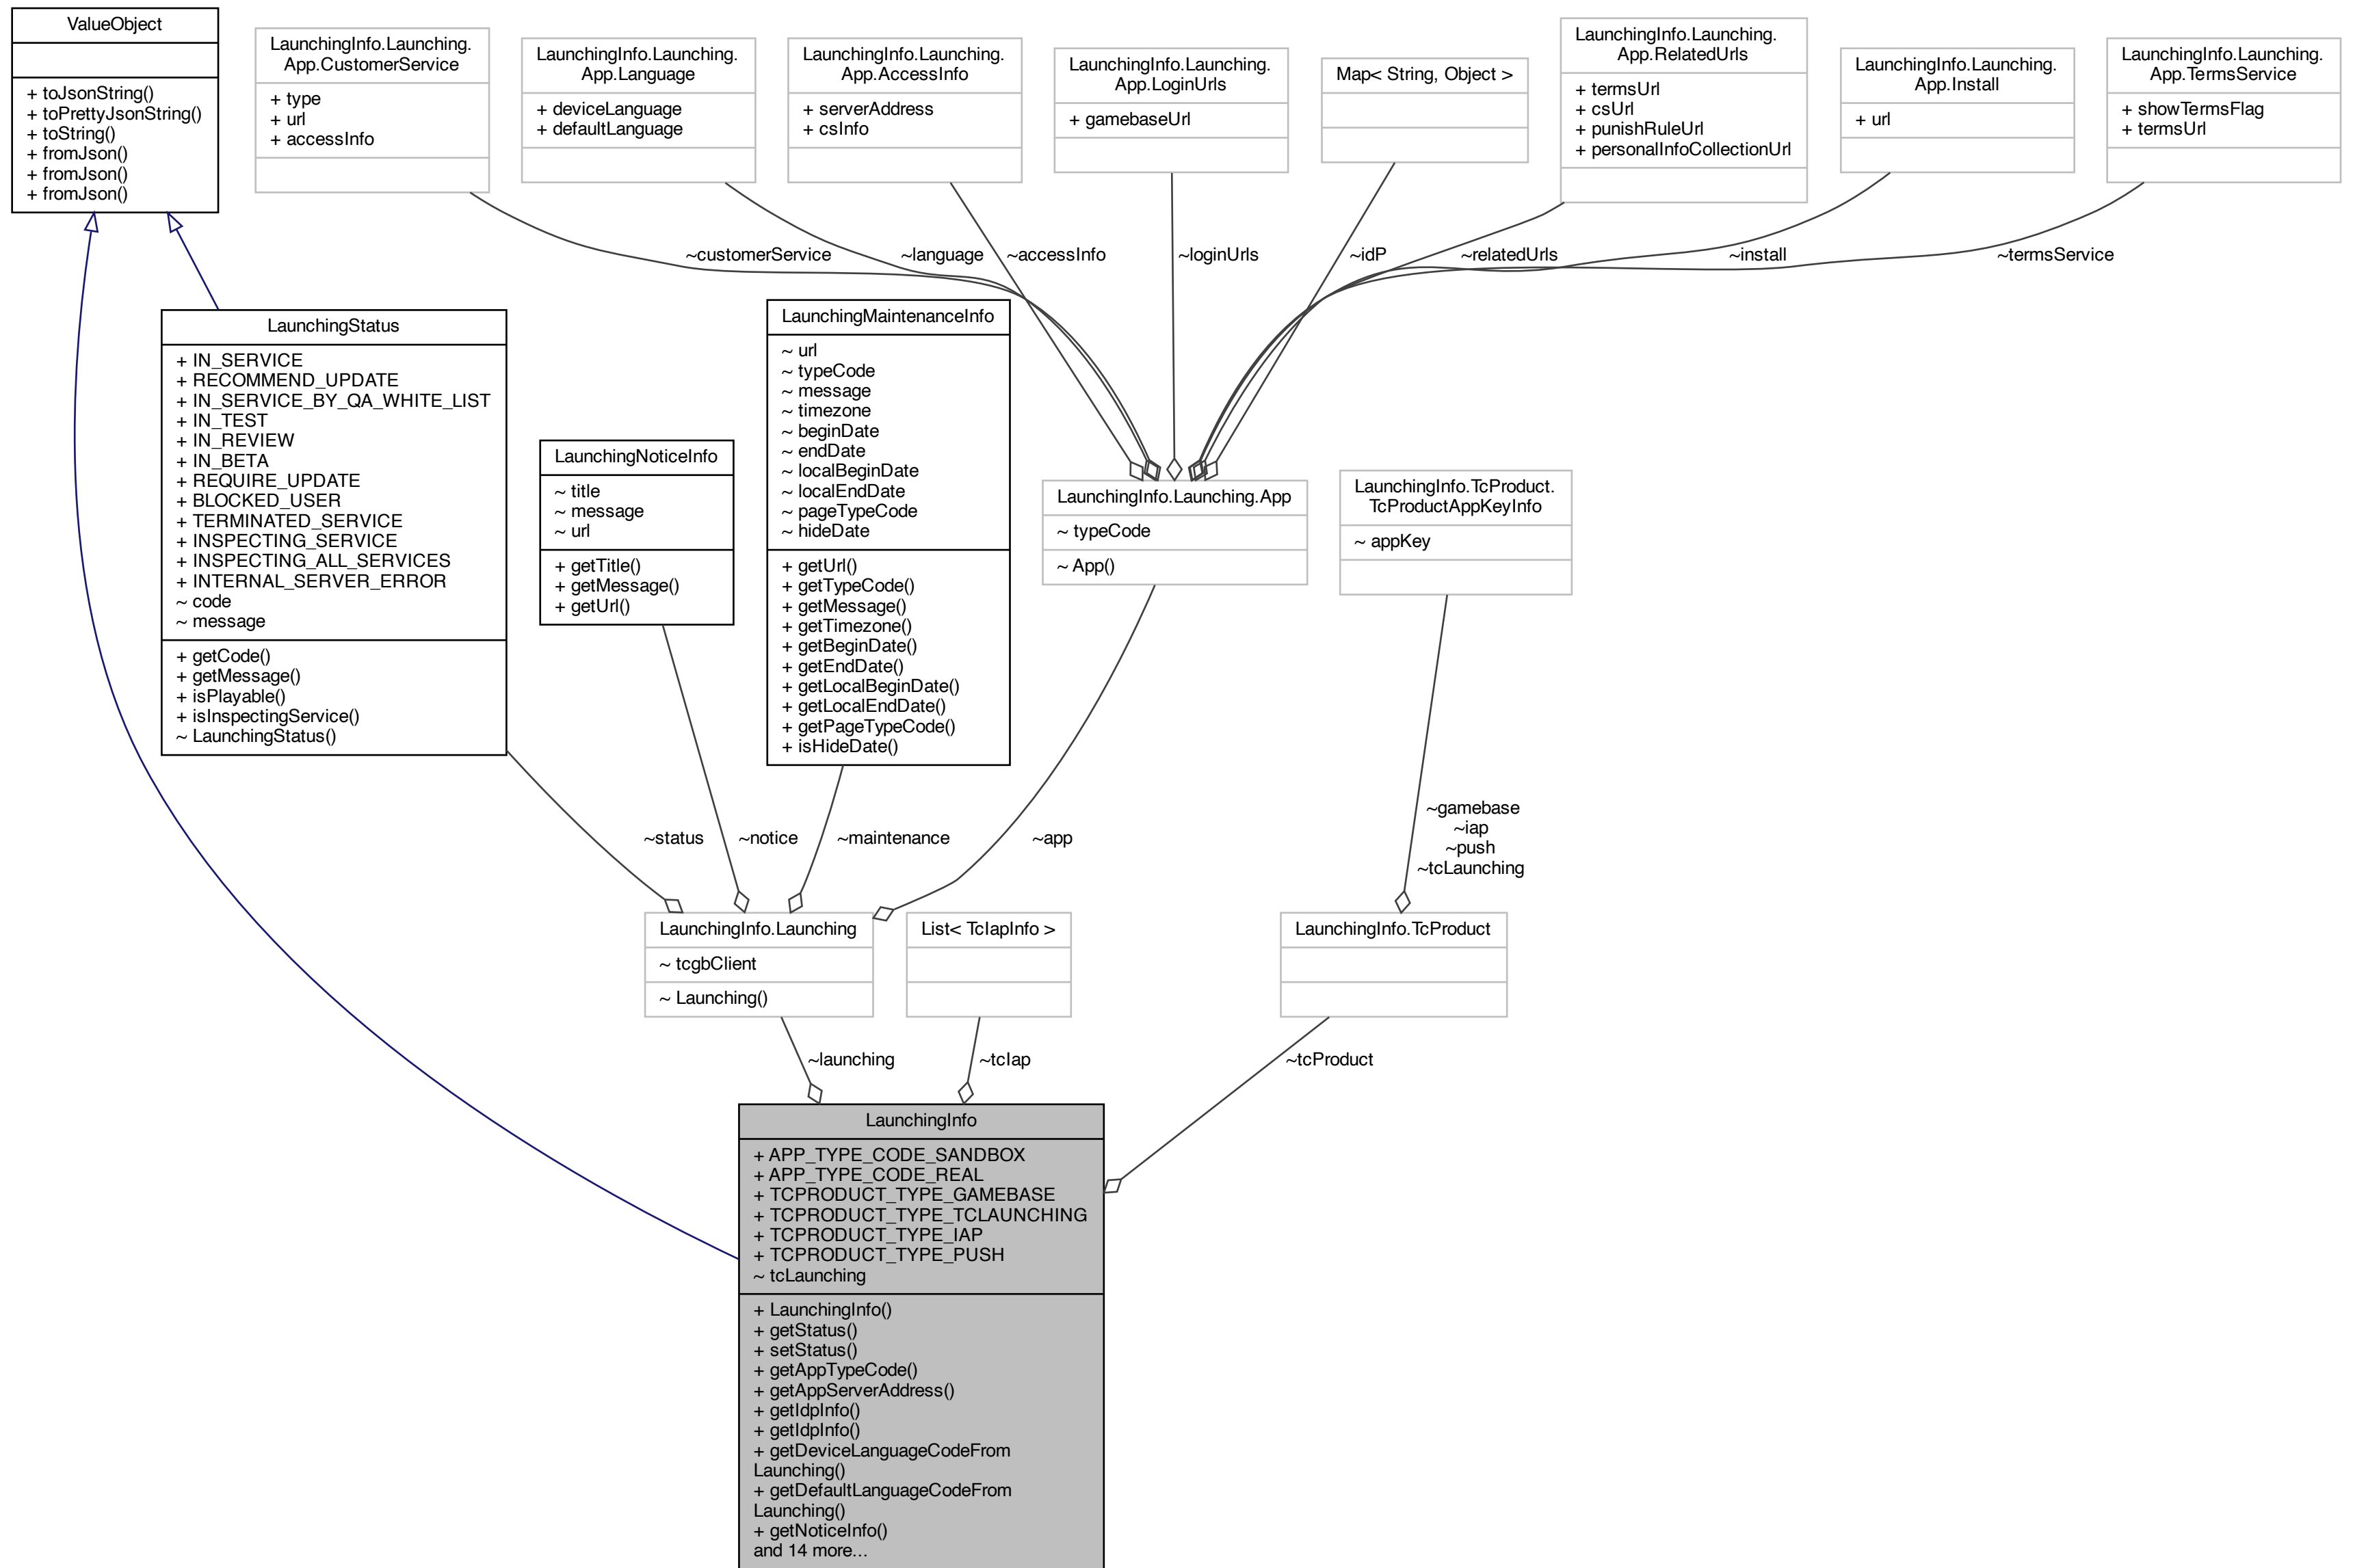 ValueObject
+ toJsonString()
+ toPrettyJsonString()
+ toString()
+ fromJson()
+ fromJson()
+ fromJson()
LaunchingInfo.Launching.
App.CustomerService
+ type
+ url
+ accessInfo
LaunchingInfo.Launching.
App.Language
+ deviceLanguage
+ defaultLanguage
LaunchingInfo.Launching.
App.AccessInfo
+ serverAddress
+ csInfo
LaunchingInfo.Launching.
App.LoginUrls
+ gamebaseUrl
Map< String, Object >
LaunchingInfo.Launching.
App.RelatedUrls
+ termsUrl
+ csUrl
+ punishRuleUrl
+ personalInfoCollectionUrl
LaunchingInfo.Launching.
App.Install
+ url
LaunchingInfo.Launching.
App.TermsService
+ showTermsFlag
+ termsUrl
~customerService
~language
~accessInfo
~loginUrls
~idP
~relatedUrls
~install
~termsService
LaunchingStatus
+ IN_SERVICE
+ RECOMMEND_UPDATE
+ IN_SERVICE_BY_QA_WHITE_LIST
+ IN_TEST
+ IN_REVIEW
+ IN_BETA
+ REQUIRE_UPDATE
+ BLOCKED_USER
+ TERMINATED_SERVICE
+ INSPECTING_SERVICE
+ INSPECTING_ALL_SERVICES
+ INTERNAL_SERVER_ERROR
~ code
~ message
+ getCode()
+ getMessage()
+ isPlayable()
+ isInspectingService()
~ LaunchingStatus()
LaunchingNoticeInfo
~ title
~ message
~ url
+ getTitle()
+ getMessage()
+ getUrl()
LaunchingMaintenanceInfo
~ url
~ typeCode
~ message
~ timezone
~ beginDate
~ endDate
~ localBeginDate
~ localEndDate
~ pageTypeCode
~ hideDate
+ getUrl()
+ getTypeCode()
+ getMessage()
+ getTimezone()
+ getBeginDate()
+ getEndDate()
+ getLocalBeginDate()
+ getLocalEndDate()
+ getPageTypeCode()
+ isHideDate()
LaunchingInfo.Launching.App
~ typeCode
~ App()
LaunchingInfo.TcProduct.
TcProductAppKeyInfo
~ appKey
~status
~notice
~maintenance
~app
~gamebase
~iap
~push
~tcLaunching
LaunchingInfo.Launching
~ tcgbClient
~ Launching()
List< TcIapInfo >
LaunchingInfo.TcProduct
~launching
~tcIap
~tcProduct
LaunchingInfo
+ APP_TYPE_CODE_SANDBOX
+ APP_TYPE_CODE_REAL
+ TCPRODUCT_TYPE_GAMEBASE
+ TCPRODUCT_TYPE_TCLAUNCHING
+ TCPRODUCT_TYPE_IAP
+ TCPRODUCT_TYPE_PUSH
~ tcLaunching
+ LaunchingInfo()
+ getStatus()
+ setStatus()
+ getAppTypeCode()
+ getAppServerAddress()
+ getIdpInfo()
+ getIdpInfo()
+ getDeviceLanguageCodeFrom
Launching()
+ getDefaultLanguageCodeFrom
Launching()
+ getNoticeInfo()
and 14 more...